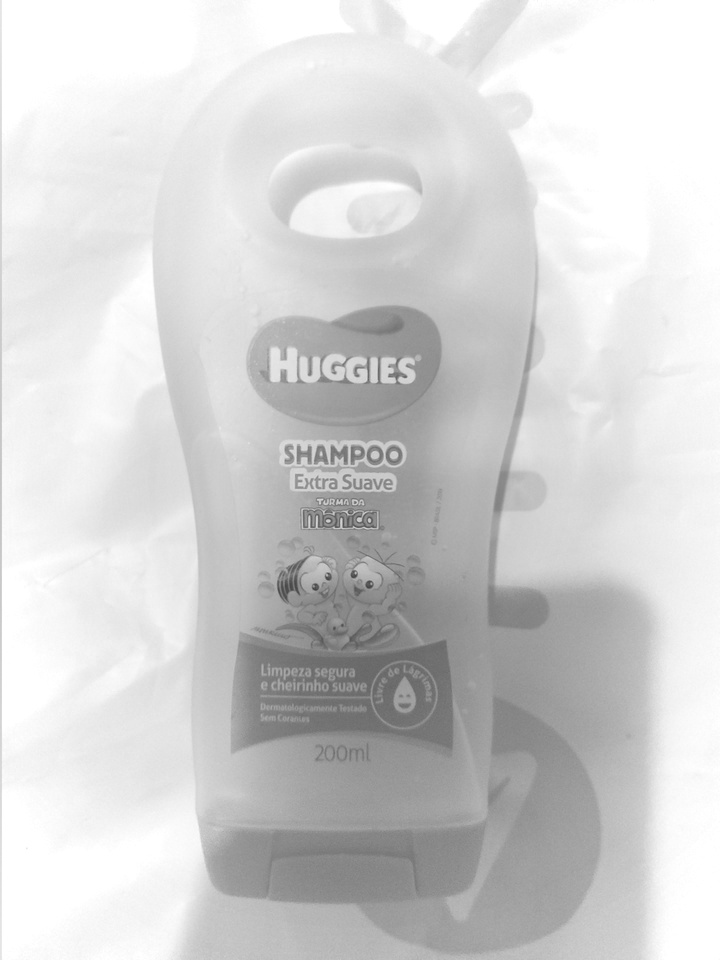 HUGGIES®
SHAMPOO
Extra Suave
TURMA DA
Mônica
Limpeza segura
e cheirinho suave
Dermatologicamente Testado
Sem Corantes
Livre de Lágrimas
200ml